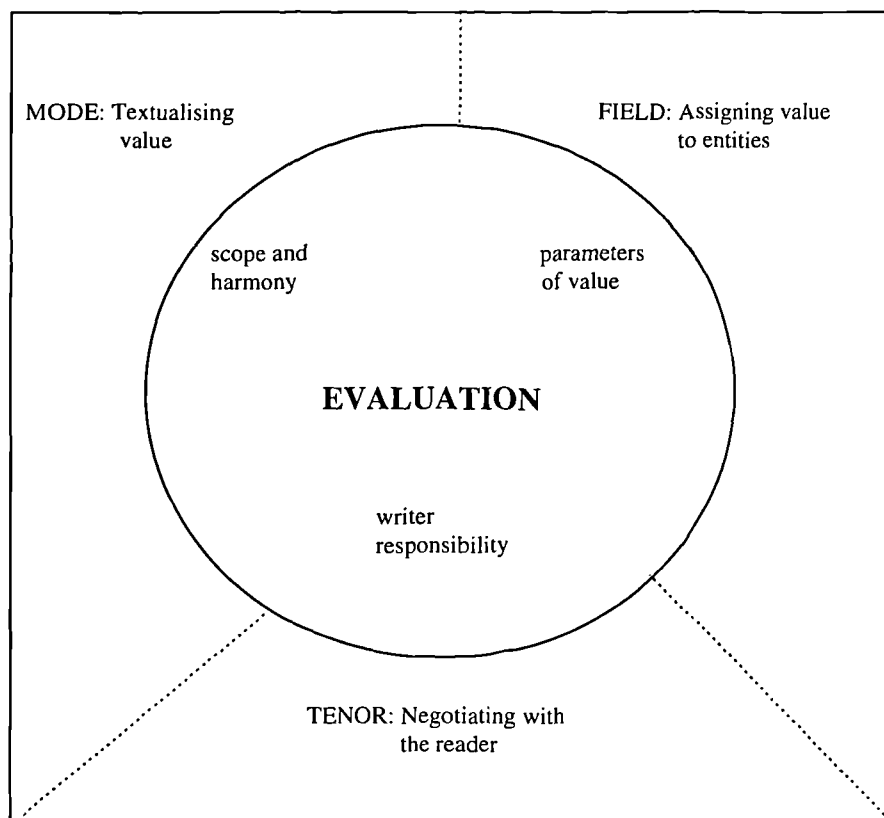 MODE: Textualising
value
FIELD: Assigning value
to entities
scope and
harmony
parameters
of value
EVALUATION
writer
responsibility
TENOR: Negotiating with
the reader